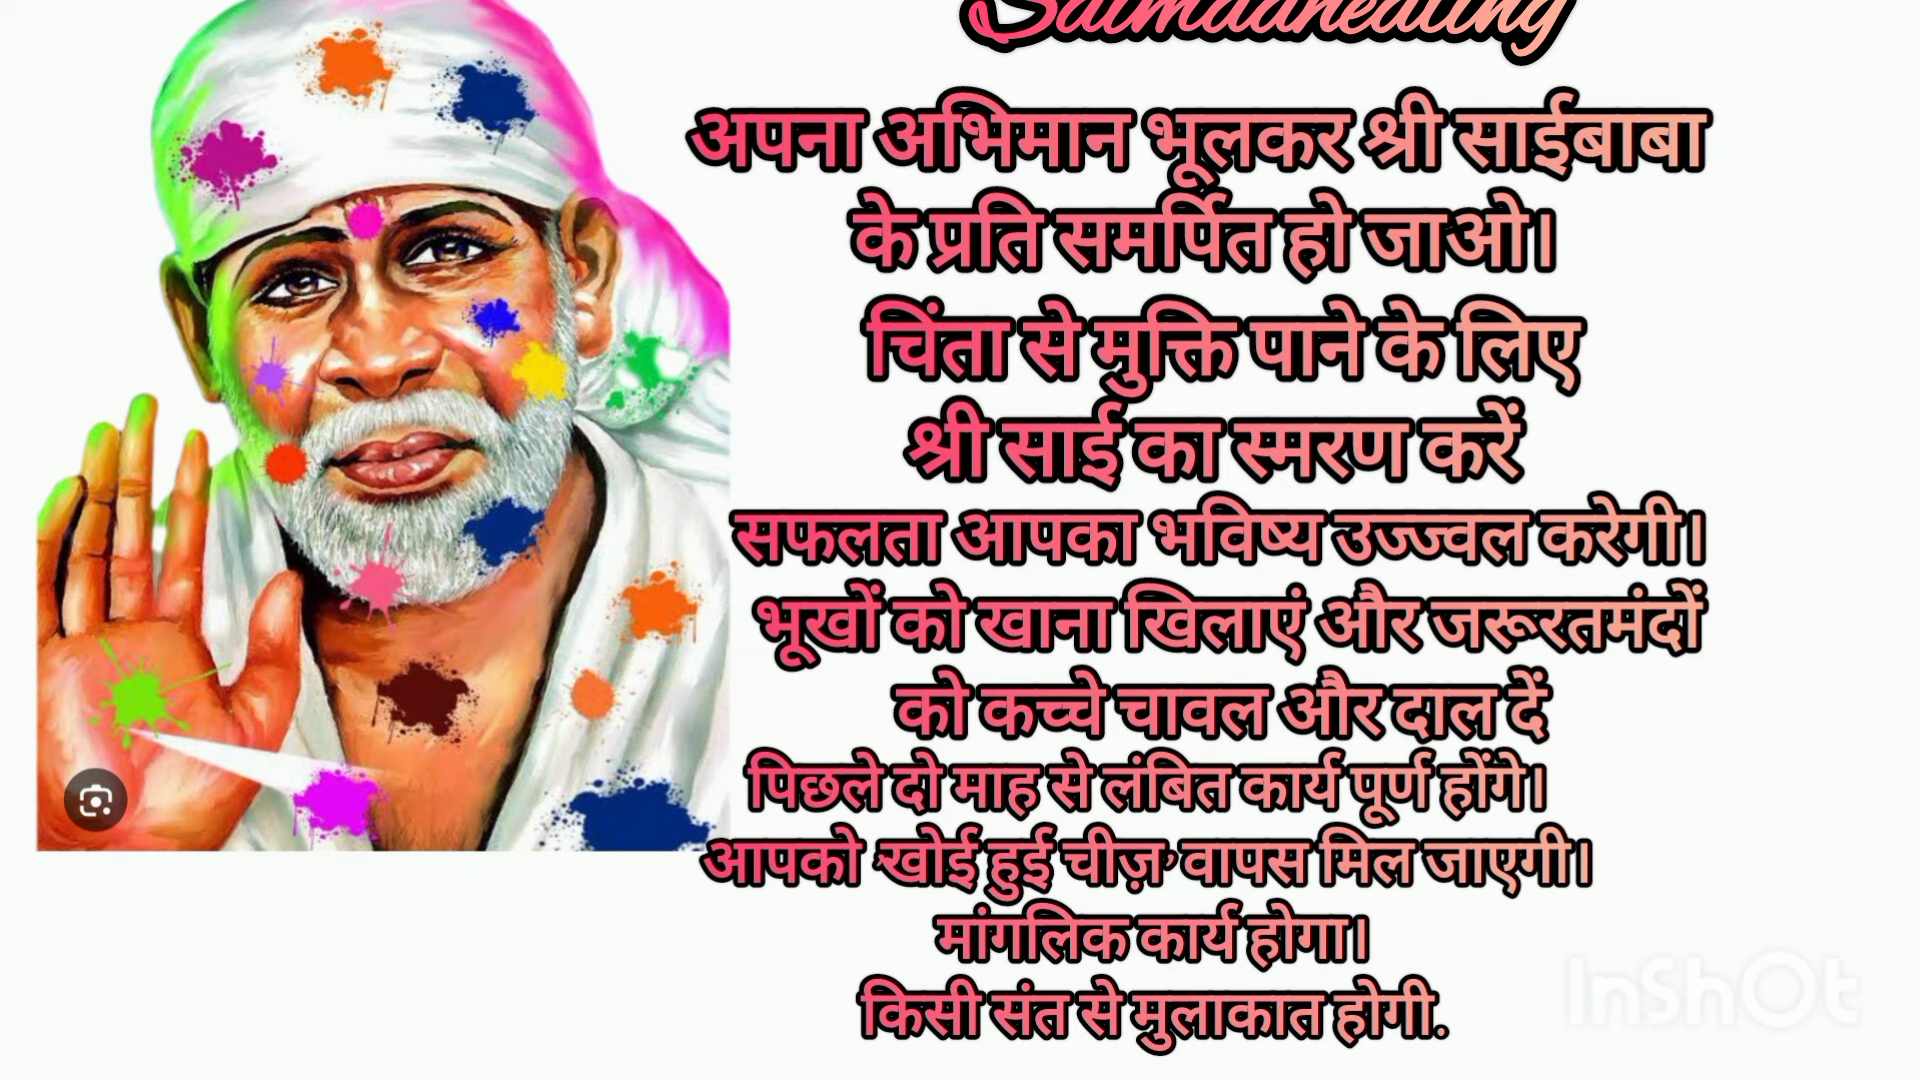 Saimaahealing
अपना अभिमान भूलकर श्री साईबाबा
के प्रति समर्पित हो जाओ।
चिंता से मुक्ति पाने के लिए
श्री साई का स्मरण करें
सफलता आपका भविष्य उज्ज्वल करेगी।
भूखों को खाना खिलाएं और जरूरतमंदों
को कच्चे चावल और दाल दें
पिछले दो माह से लंबित कार्य पूर्ण होंगे।
आपको 'खोई हुई चीज़' वापस मिल जाएगी।
मांगलिक कार्य होगा।
किसी संत से मुलाकात होगी.
InShOt